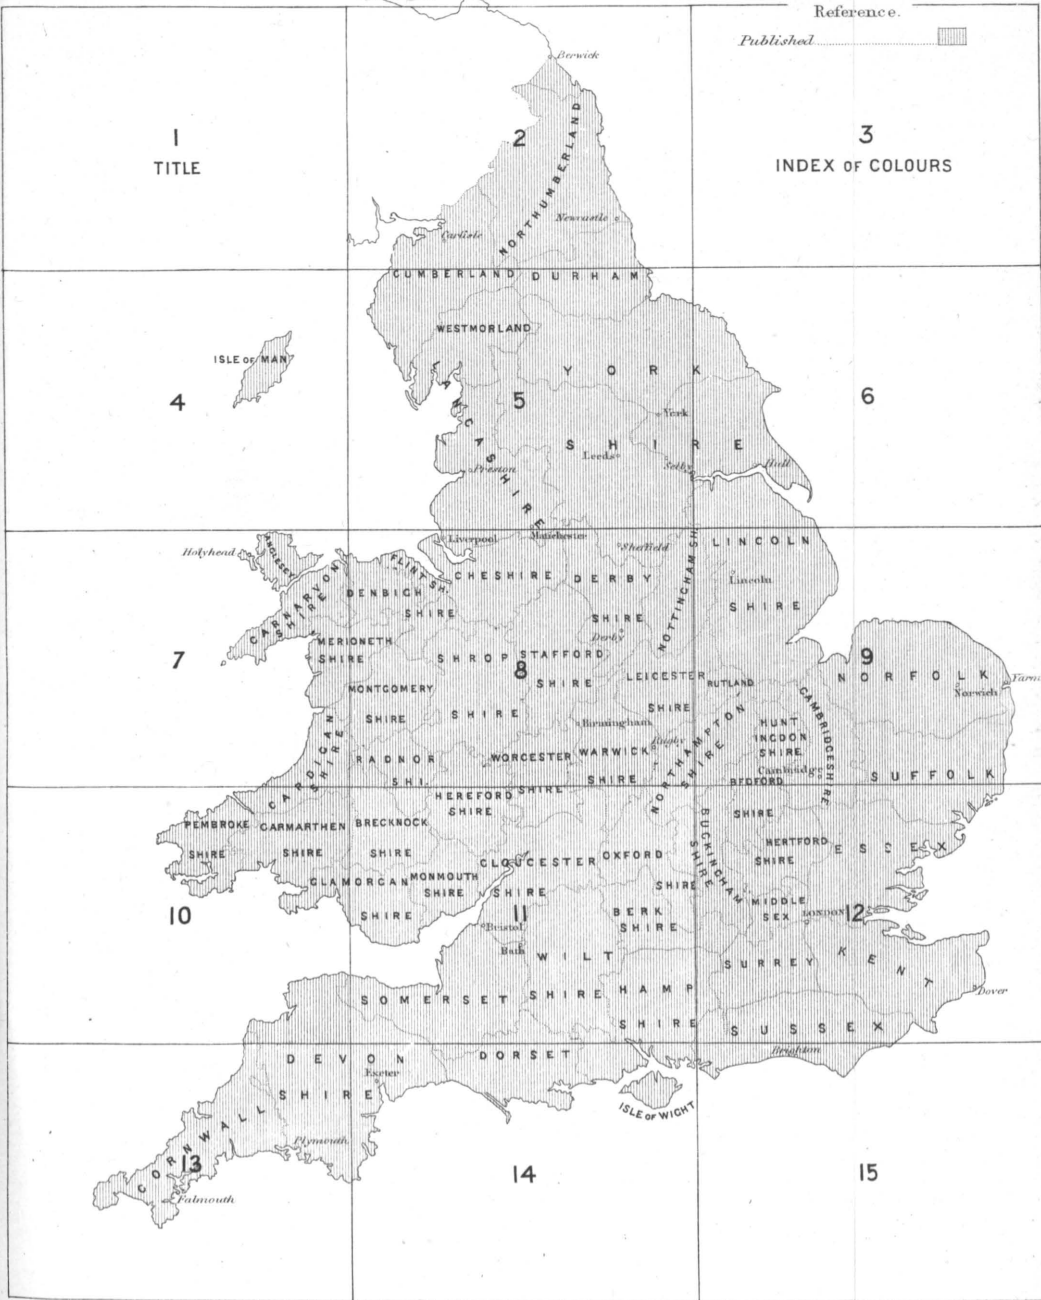 Reference.
Published
Berwick
1
TITLE
2
3
INDEX OF COLOURS
NORTHUMBERLAND
Newcastle
Carlisle
CUMBERLAND
DURHAM
WESTMORLAND
ISLE OF MAN
4
LANCASHIRE
YORK
5
6
York
SHIRE
Leeds
Selby
Hull
Preston
Holyhead
ANGLESEY
Liverpool
Manchester
Sheffield
LINCOLN
FLINT SH.
CHESHIRE
DERBY
NOTTINGHAM SH.
Lincoln
CARNARVON
SHIRE
DENBIGH
SHIRE
SHIRE
SHIRE
Derby
MERIONETH
SHIRE
7
SHROP
STAFFORD
8
9
NORFOLK
Yarm
Norwich
SHIRE
LEICESTER
RUTLAND
MONTGOMERY
SHIRE
SHIRE
SHIRE
Birmingham
Rugby
NORTHAMPTON
SHIRE
HUNT
INGDON
SHIRE
CAMBRIDGESHIRE
CARDIGAN
SHIRE
RADNOR
SHI.
WORCESTER
WARWICK
SHIRE
Cambridge
BEDFORD
SUFFOLK
HEREFORD
SHIRE
SHIRE
PEMBROKE
SHIRE
CARMARTHEN
SHIRE
BRECKNOCK
SHIRE
SHIRE
BUCKINGHAM
SHIRE
HERTFORD
SHIRE
ESSEX
GLOUCESTER
SHIRE
OXFORD
SHIRE
GLAMORGAN
SHIRE
MONMOUTH
SHIRE
10
11
12
Bristol
Bath
BERK
SHIRE
MIDDLE
SEX
LONDON
WILT
SHIRE
SURREY
KENT
Dover
SOMERSET
HAMP
SHIRE
SUSSEX
Brighton
DEVON
SHIRE
Exeter
DORSET
ISLE OF WIGHT
CORNWALL
Plymouth
13
14
15
Falmouth